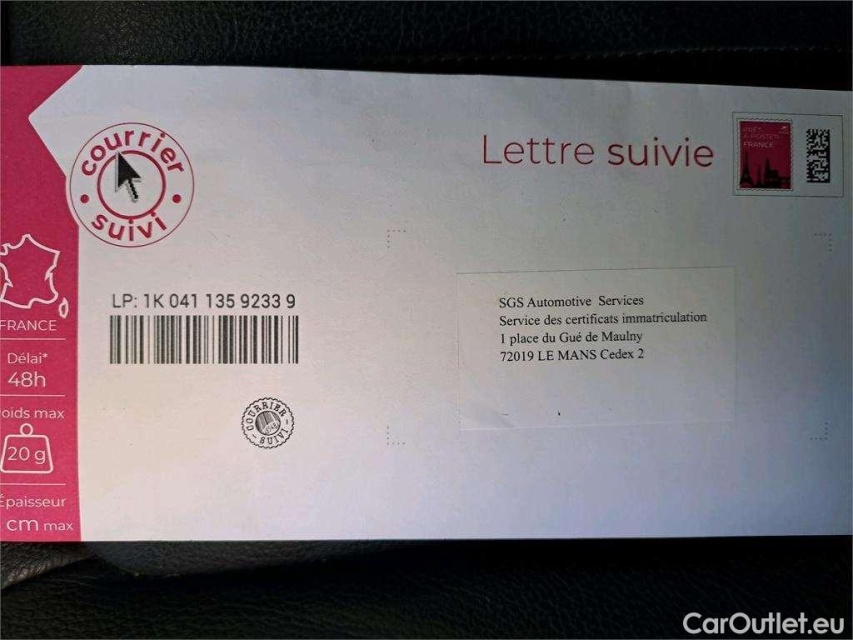 courrier
suivi
Lettre suivie
PRÊT
À POSTER
FRANCE
LP: 1K 041 135 9233 9
SGS Automotive Services
Service des certificats immatriculation
1 place du Gué de Maulny
72019 LE MANS Cedex 2
FRANCE
Délai*
48h
oids max
20 g
Épaisseur
cm max
COURRIER
SUIVI
CarOutlet.eu